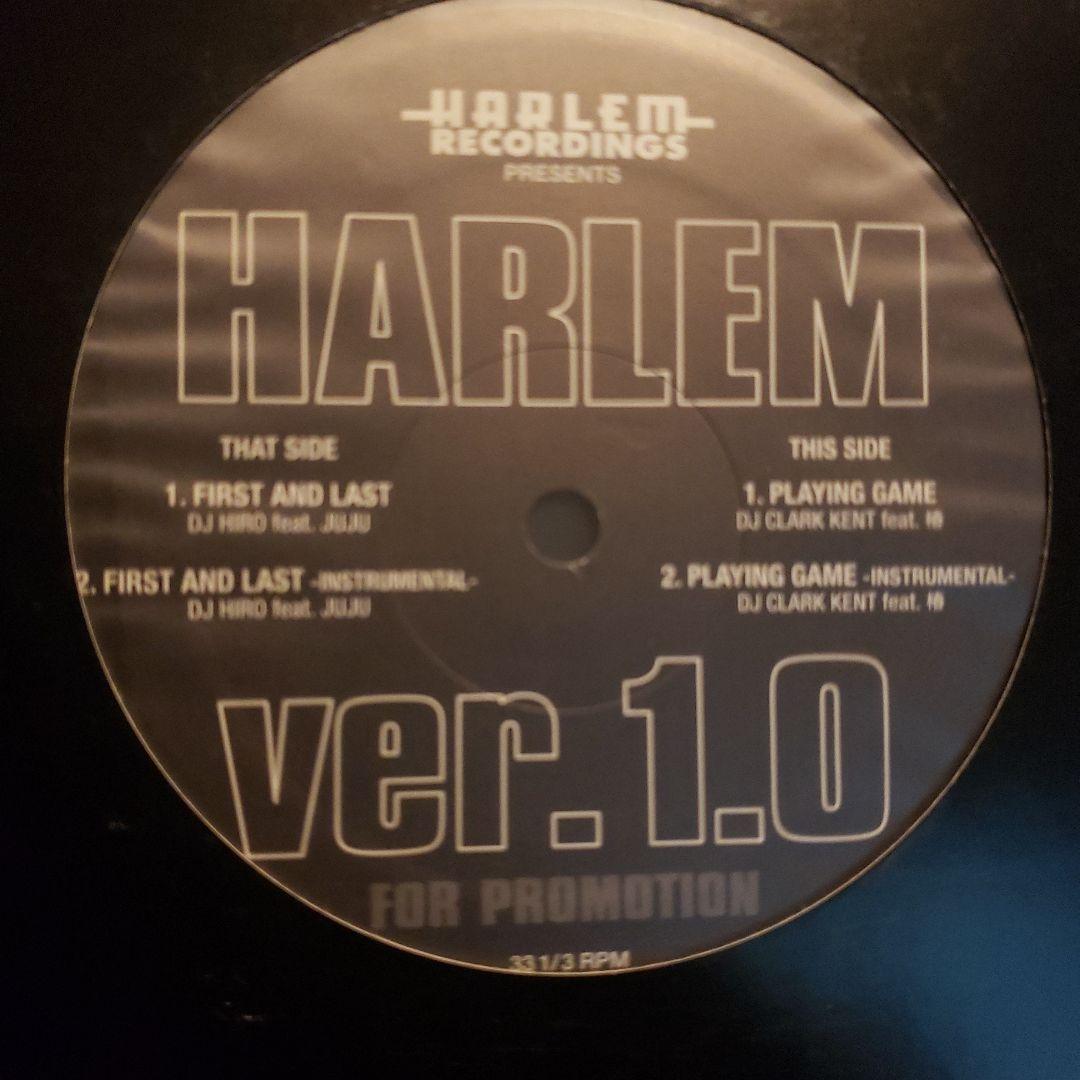 HARLEM
RECORDINGS
PRESENTS
HARLEM
THAT SIDE
1. FIRST AND LAST
DJ HIRO feat. JUJU
2. FIRST AND LAST -INSTRUMENTAL-
DJ HIRO feat. JUJU
THIS SIDE
1. PLAYING GAME
DJ CLARK KENT feat.
2. PLAYING GAME -INSTRUMENTAL-
DJ CLARK KENT feat.
ver.1.0
FOR PROMOTION
33 1/3 RPM